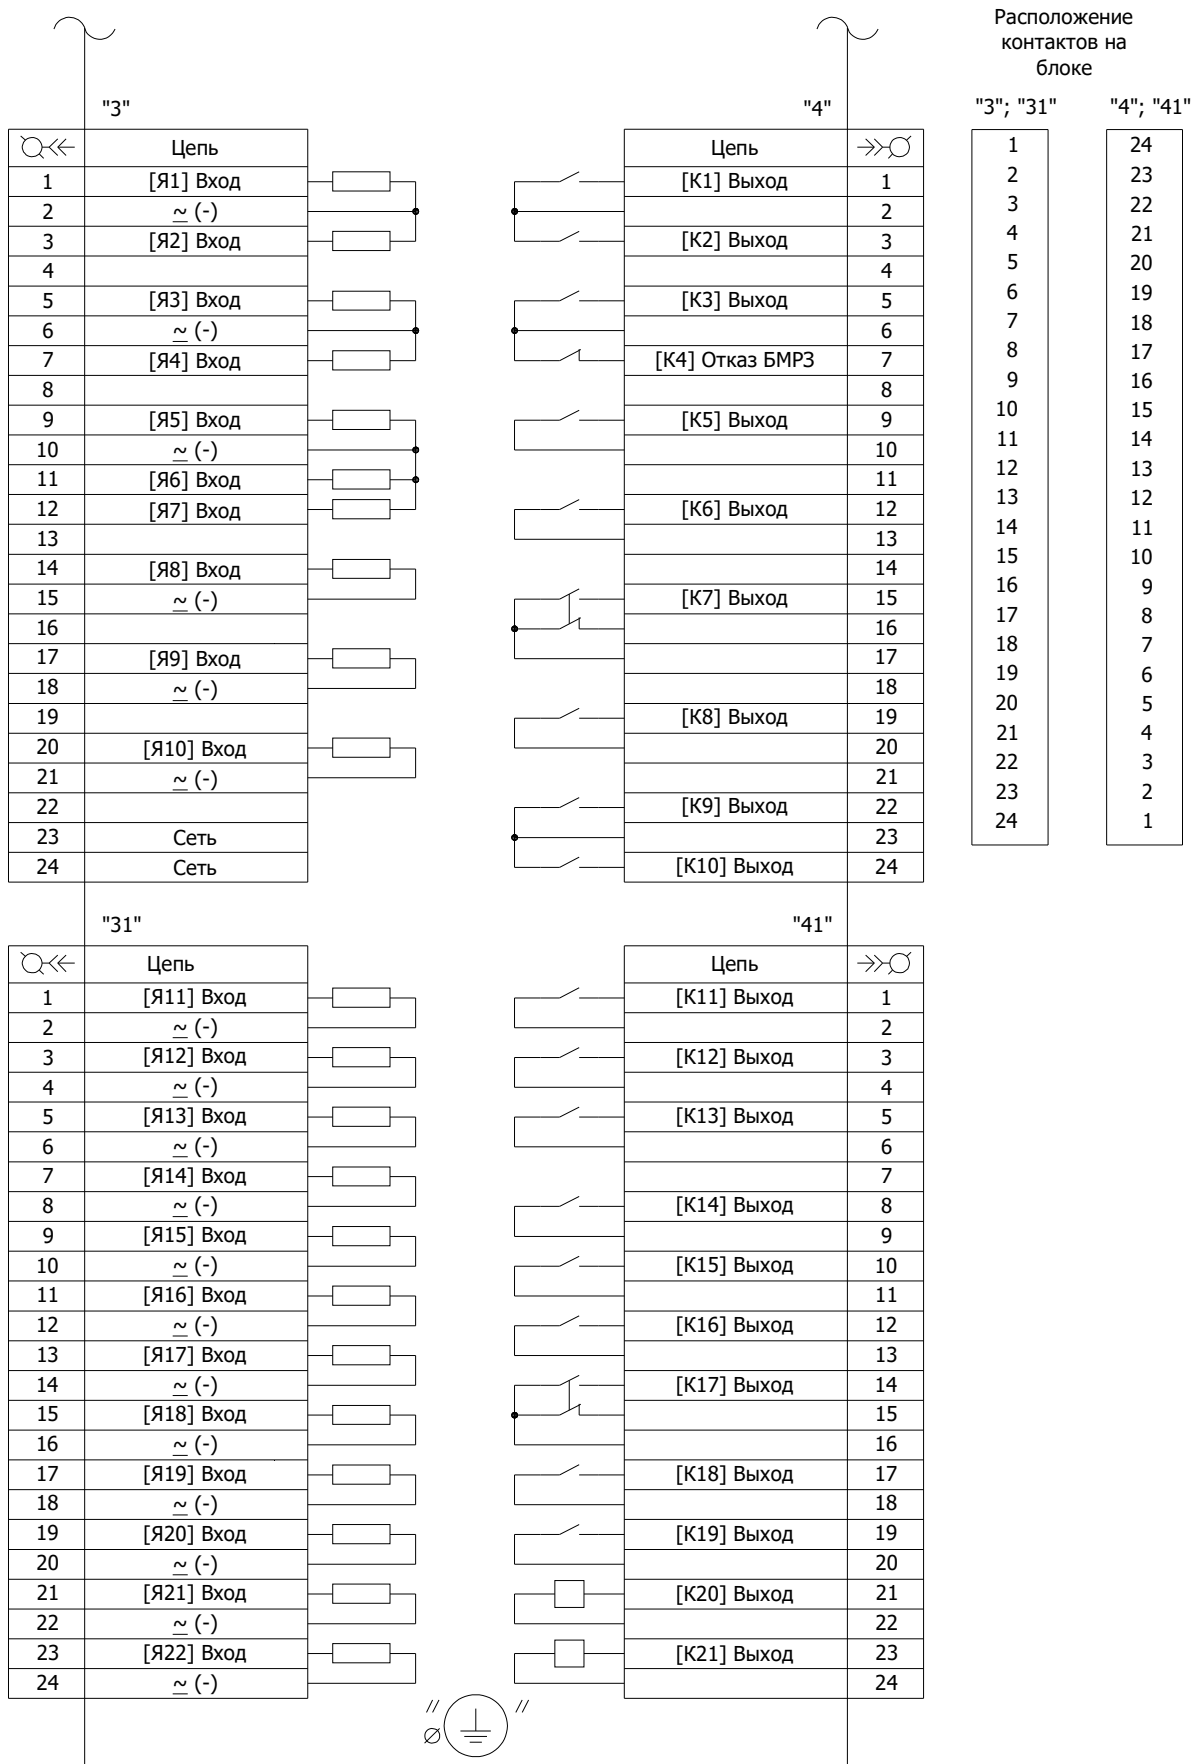 Расположение
контактов на
блоке
"3"; "31" "4"; "41"
1 24
2 23
3 22
4 21
5 20
6 19
7 18
8 17
9 16
10 15
11 14
12 13
13 12
14 11
15 10
16 9
17 8
18 7
19 6
20 5
21 4
22 3
23 2
24 1
"3"
Цепь
1 [Я1] Вход
2 ~ (-)
3 [Я2] Вход
4
5 [Я3] Вход
6 ~ (-)
7 [Я4] Вход
8
9 [Я5] Вход
10 ~ (-)
11 [Я6] Вход
12 [Я7] Вход
13
14 [Я8] Вход
15 ~ (-)
16
17 [Я9] Вход
18 ~ (-)
19
20 [Я10] Вход
21 ~ (-)
22
23 Сеть
24 Сеть
"4"
Цепь
[К1] Выход 1
2
[К2] Выход 3
4
[К3] Выход 5
6
[К4] Отказ БМРЗ 7
8
[К5] Выход 9
10
11
[К6] Выход 12
13
14
[К7] Выход 15
16
17
18
[К8] Выход 19
20
21
[К9] Выход 22
23
[К10] Выход 24
"31"
Цепь
1 [Я11] Вход
2 ~ (-)
3 [Я12] Вход
4 ~ (-)
5 [Я13] Вход
6 ~ (-)
7 [Я14] Вход
8 ~ (-)
9 [Я15] Вход
10 ~ (-)
11 [Я16] Вход
12 ~ (-)
13 [Я17] Вход
14 ~ (-)
15 [Я18] Вход
16 ~ (-)
17 [Я19] Вход
18 ~ (-)
19 [Я20] Вход
20 ~ (-)
21 [Я21] Вход
22 ~ (-)
23 [Я22] Вход
24 ~ (-)
"41"
Цепь
[К11] Выход 1
2
[К12] Выход 3
4
[К13] Выход 5
6
7
[К14] Выход 8
9
[К15] Выход 10
11
[К16] Выход 12
13
[К17] Выход 14
15
16
[К18] Выход 17
18
[К19] Выход 19
20
[К20] Выход 21
22
[К21] Выход 23
24